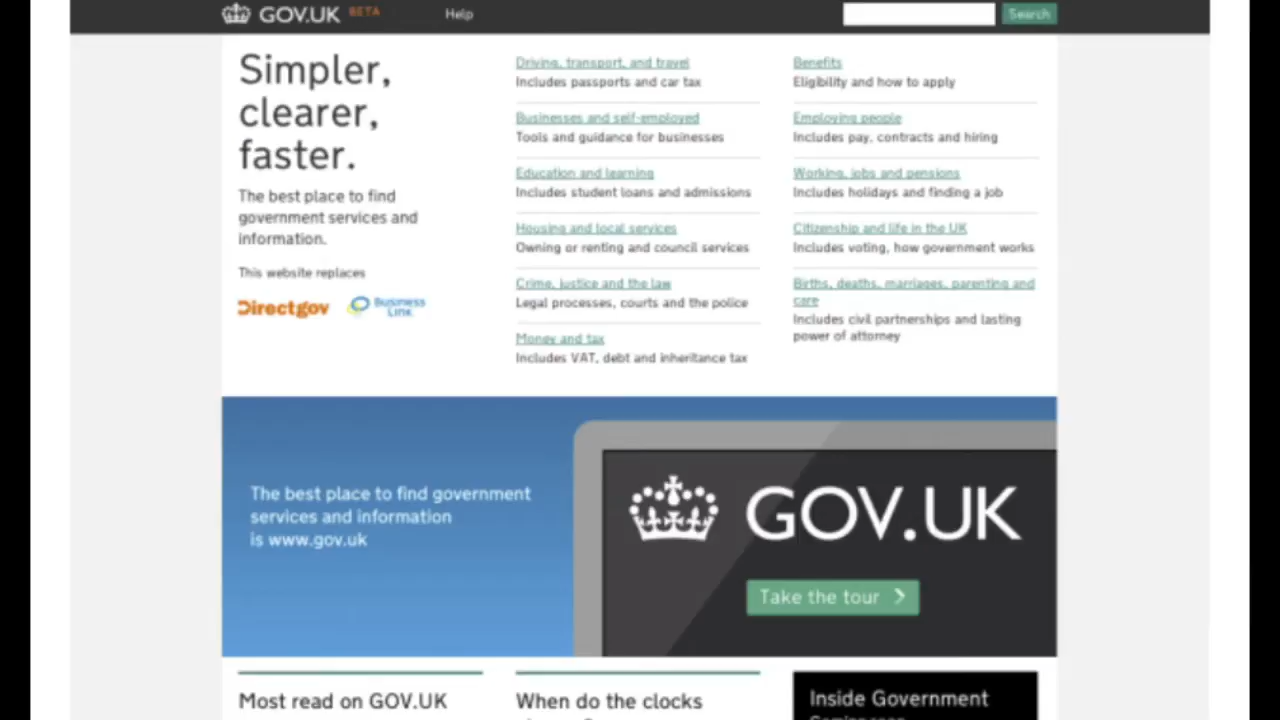 GOV.UK BETA
Help
Search
Simpler,
clearer,
faster.
The best place to find
government services and
information.
This website replaces
Directgov
Business
Link
Driving, transport, and travel
Includes passports and car tax
Businesses and self-employed
Tools and guidance for businesses
Education and learning
Includes student loans and admissions
Housing and local services
Owning or renting and council services
Crime, justice and the law
Legal processes, courts and the police
Money and tax
Includes VAT, debt and inheritance tax
Benefits
Eligibility and how to apply
Employing people
Includes pay, contracts and hiring
Working, jobs and pensions
Includes holidays and finding a job
Citizenship and life in the UK
Includes voting, how government works
Births, deaths, marriages, parenting and
care
Includes civil partnerships and lasting
power of attorney
The best place to find government
services and information
is www.gov.uk
GOV.UK
Take the tour
Most read on GOV.UK
When do the clocks
Inside Government